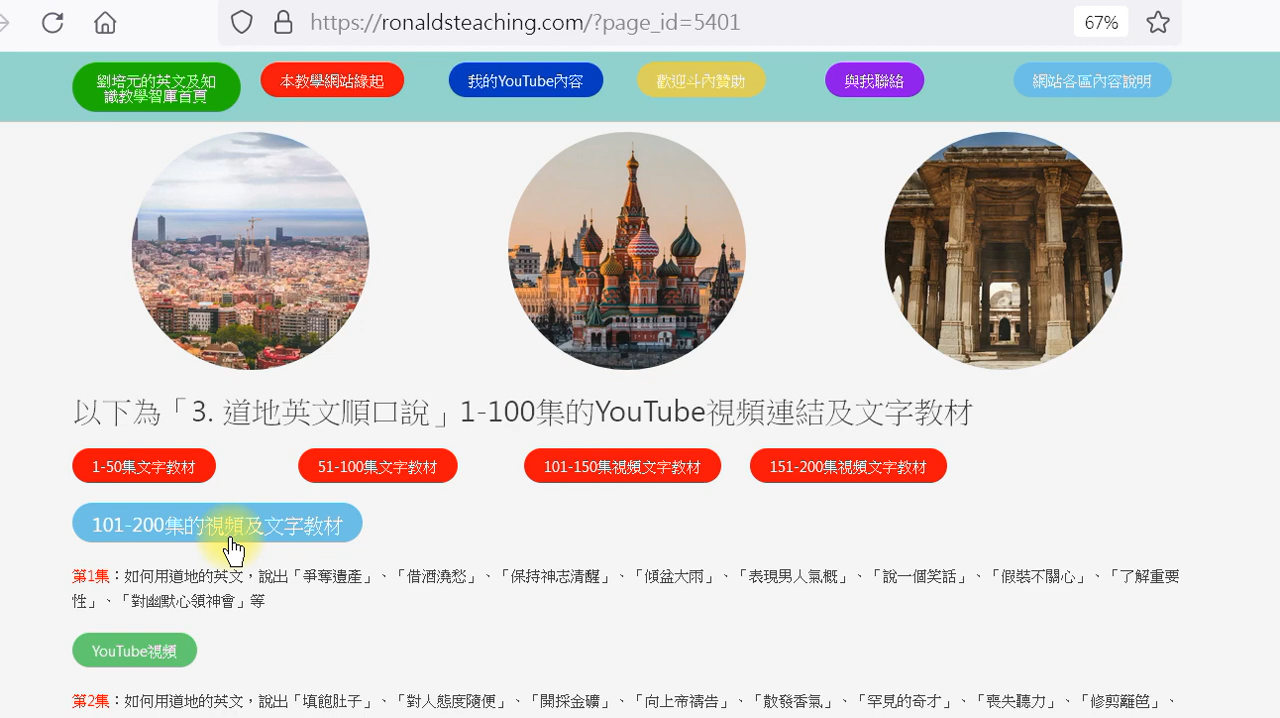 https://ronaldsteaching.com/?page_id=5401
67%
劉培元的英文及知
識教學智庫首頁
本教學網站緣起
我的YouTube內容
歡迎斗內贊助
與我聯絡
網站各區內容說明
以下為「3. 道地英文順口說」1-100集的YouTube視頻連結及文字教材
1-50集文字教材
51-100集文字教材
101-150集視頻文字教材
151-200集視頻文字教材
101-200集的視頻及文字教材
第1集：如何用道地的英文，說出「爭奪遺產」、「借酒澆愁」、「保持神志清醒」、「傾盆大雨」、「表現男人氣慨」、「說一個笑話」、「假裝不關心」、「了解重要
性」、「對幽默心領神會」等
YouTube視頻
第2集：如何用道地的英文，說出「填飽肚子」、「對人態度隨便」、「開採金礦」、「向上帝禱告」、「散發香氣」、「罕見的奇才」、「喪失聽力」、「修剪籬笆、